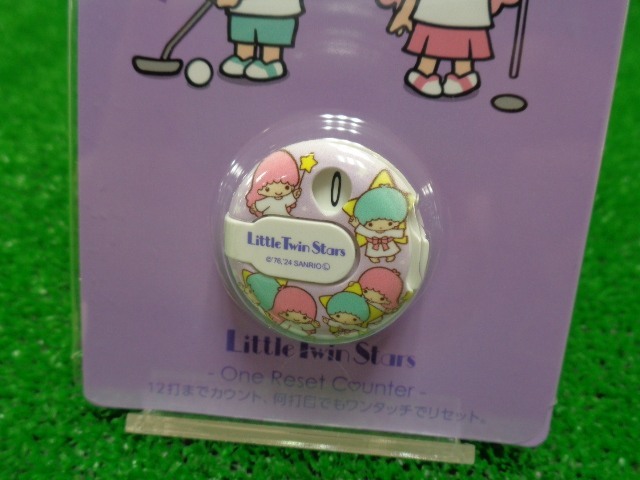 0
Little Twin Stars
©'76,'24 SANRIO Ⓛ
Little Twin Stars
- One Reset Counter -
12打までカウント、何打目でもワンタッチでリセット。